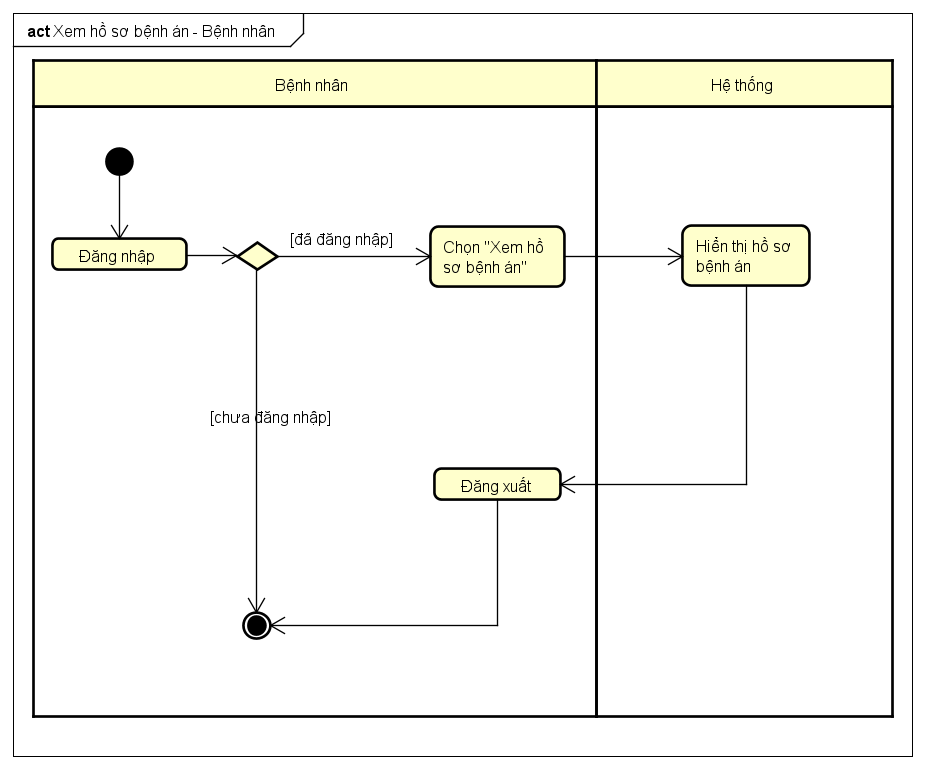 act Xem hồ sơ bệnh án - Bệnh nhân
Bệnh nhân
Hệ thống
Đăng nhập
[đã đăng nhập]
Chọn "Xem hồ
sơ bệnh án"
Hiển thị hồ sơ
bệnh án
[chưa đăng nhập]
Đăng xuất